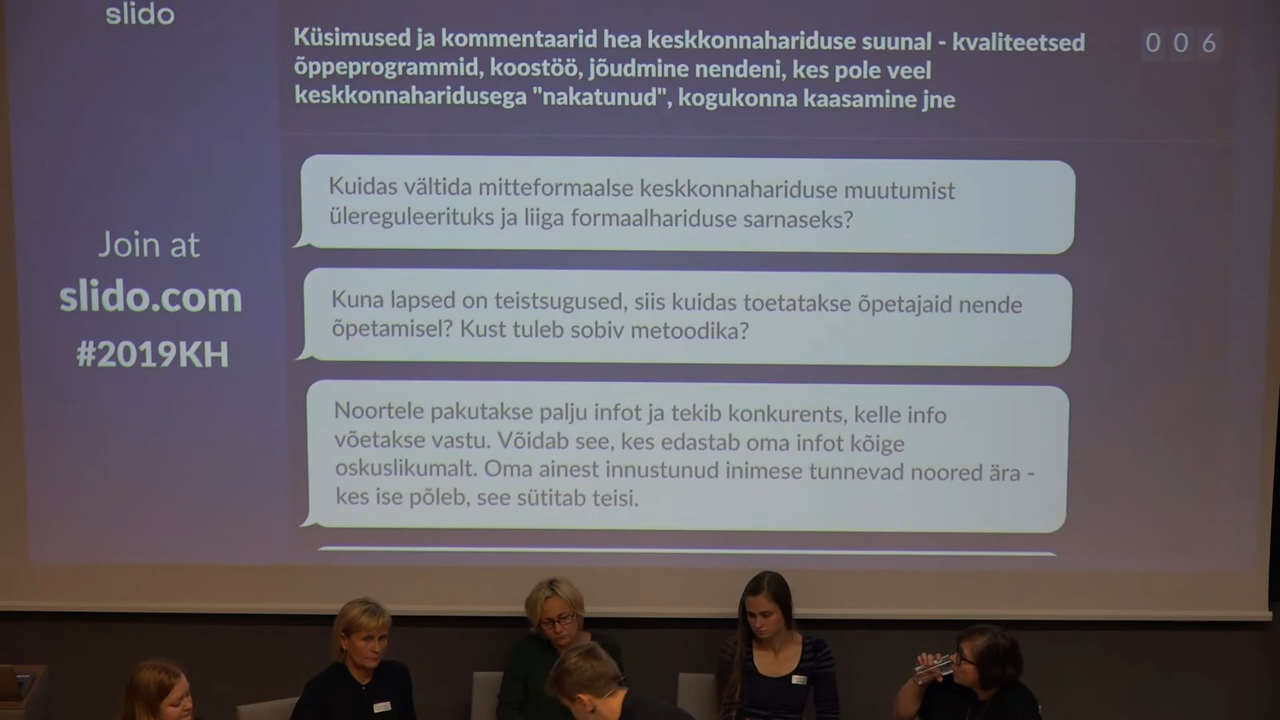 slido
Küsimused ja kommentaarid hea keskkonnahariduse suunal - kvaliteetsed
õppeprogrammid, koostöö, jõudmine nendeni, kes pole veel
keskkonnaharidusega "nakatunud", kogukonna kaasamine jne
006
Join at
slido.com
#2019KH
Kuidas vältida mitteformaalse keskkonnahariduse muutumist
ülereguleerituks ja liiga formaalhariduse sarnaseks?
Kuna lapsed on teistsugused, siis kuidas toetatakse õpetajaid nende
õpetamisel? Kust tuleb sobiv metoodika?
Noortele pakutakse palju infot ja tekib konkurents, kelle info
võetakse vastu. Võidab see, kes edastab oma infot kõige
oskuslikumalt. Oma ainest innustunud inimese tunnevad noored ära -
kes ise põleb, see sütitab teisi.